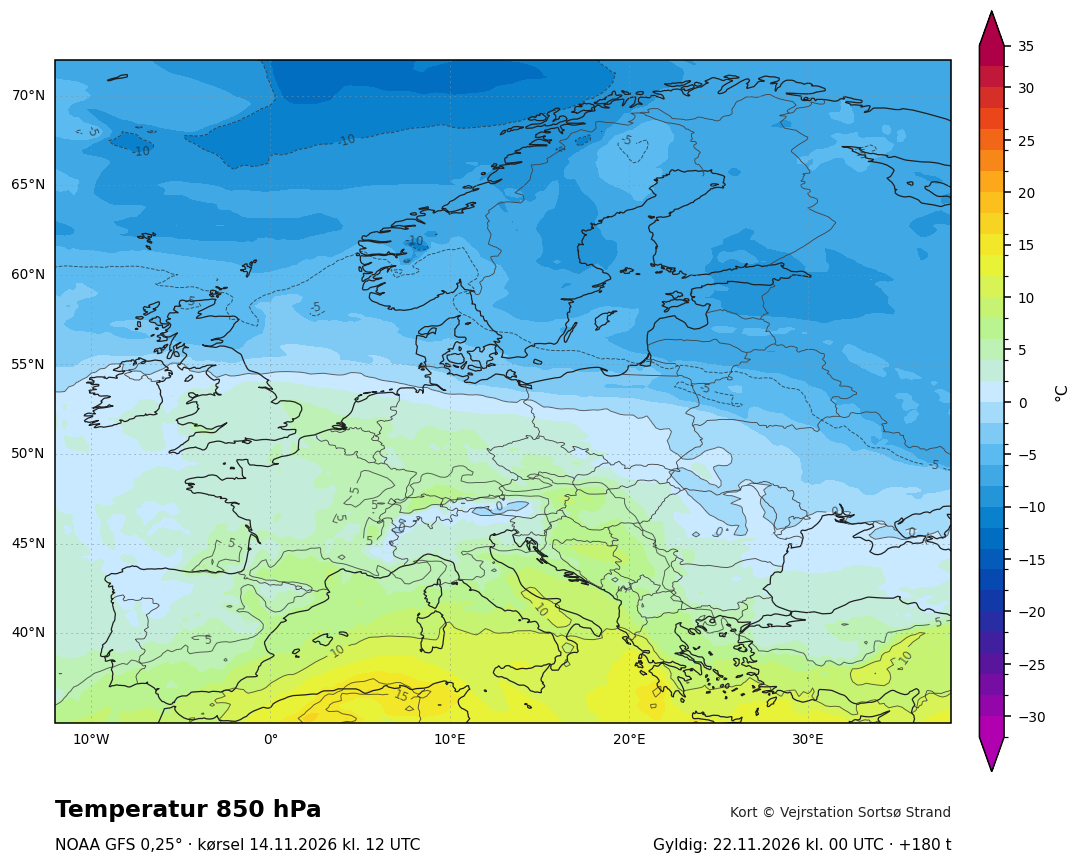 70°N
65°N
60°N
55°N
50°N
45°N
40°N
10°W
0°
10°E
20°E
30°E
35
30
25
20
15
10
5
0
−5
−10
−15
−20
−25
−30
°C
Temperatur 850 hPa
Kort © Vejrstation Sortsø Strand
NOAA GFS 0,25° · kørsel 14.11.2026 kl. 12 UTC
Gyldig: 22.11.2026 kl. 00 UTC · +180 t